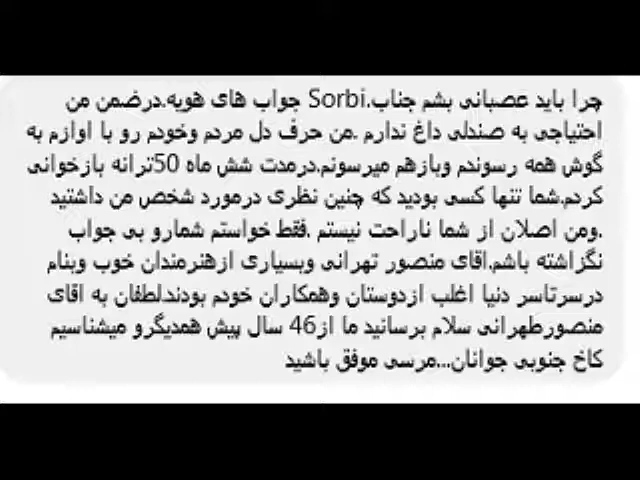 چرا باید عصبانی بشم جناب.Sorbi جواب های هویه.درضمن من
احتیاجی به صندلی داغ ندارم .من حرف دل مردم وخودم رو با اوازم به
گوش همه رسوندم وبازهم میرسونم.درمدت شش ماه 50ترانه بازخوانی
کردم.شما تنها کسی بودید که چنین نظری درمورد شخص من داشتید
.ومن اصلان از شما ناراحت نیستم .فقط خواستم شمارو بی جواب
نگزاشته باشم.اقای منصور تهرانی وبسیاری ازهنرمندان خوب وبنام
درسرتاسر دنیا اغلب ازدوستان وهمکاران خودم بودندلطفان به اقای
منصورطهرانی سلام برسانید ما از46 سال پیش همدیگرو میشناسیم
کاخ جنوبی جوانان...مرسی موفق باشید